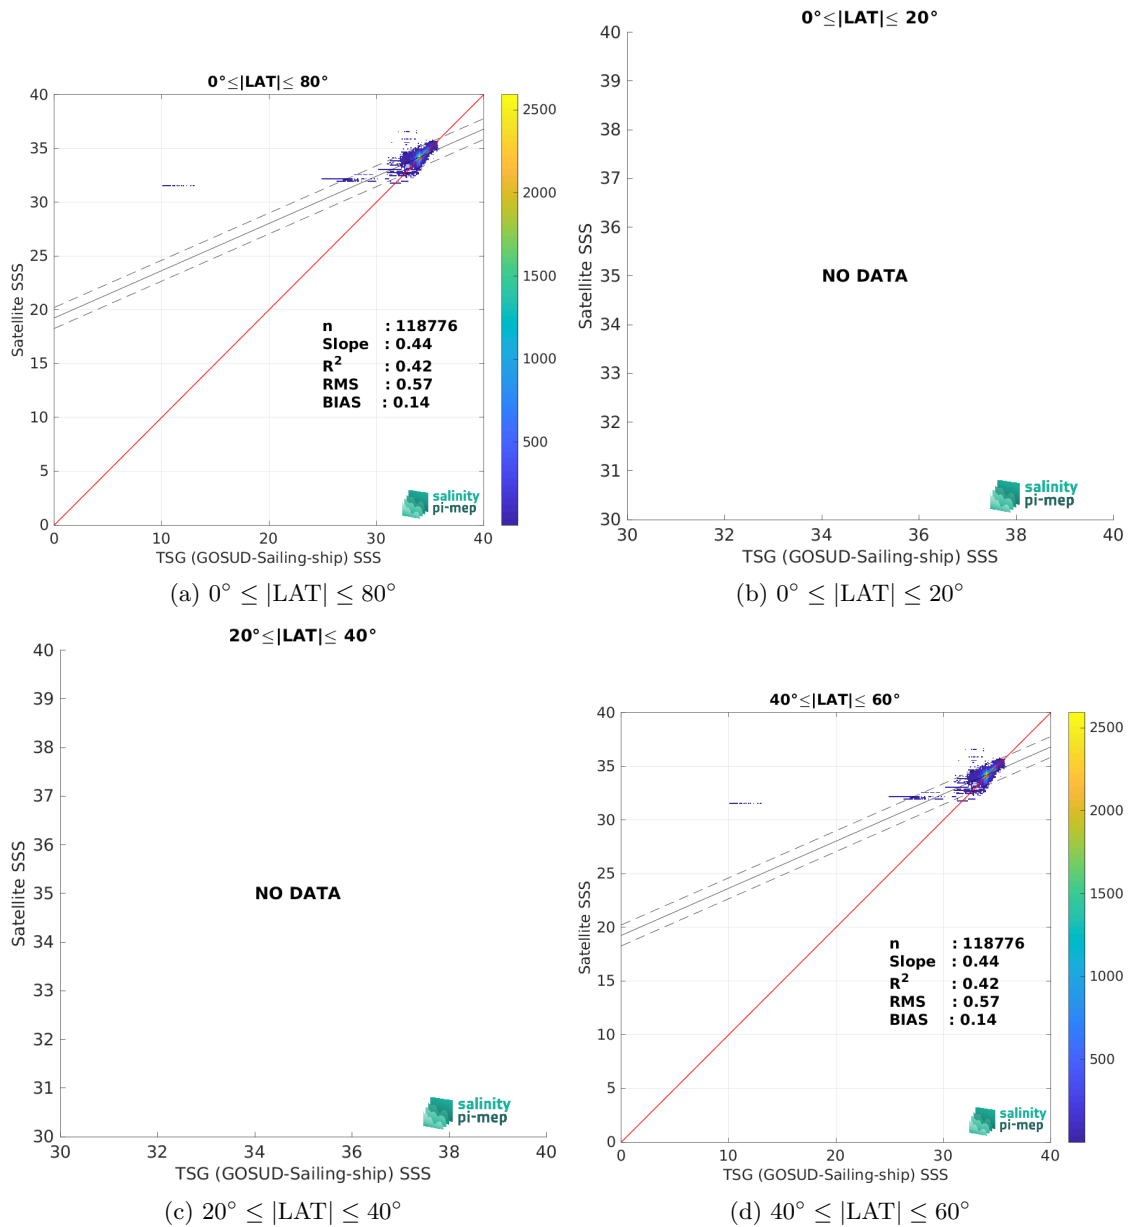 0°≤|LAT|≤ 80°
40
35
30
25
20
15
10
5
0
Satellite SSS
0 10 20 30 40
TSG (GOSUD-Sailing-ship) SSS
n : 118776
Slope : 0.44
R² : 0.42
RMS : 0.57
BIAS : 0.14
salinity
pi-mep
2500
2000
1500
1000
500
(a) 0° ≤ |LAT| ≤ 80°
0°≤|LAT|≤ 20°
40
39
38
37
36
35
34
33
32
31
30
Satellite SSS
NO DATA
salinity
pi-mep
30 32 34 36 38 40
TSG (GOSUD-Sailing-ship) SSS
(b) 0° ≤ |LAT| ≤ 20°
20°≤|LAT|≤ 40°
40
39
38
37
36
35
34
33
32
31
30
Satellite SSS
NO DATA
salinity
pi-mep
30 32 34 36 38 40
TSG (GOSUD-Sailing-ship) SSS
(c) 20° ≤ |LAT| ≤ 40°
40°≤|LAT|≤ 60°
40
35
30
25
20
15
10
5
0
Satellite SSS
n : 118776
Slope : 0.44
R² : 0.42
RMS : 0.57
BIAS : 0.14
salinity
pi-mep
0 10 20 30 40
TSG (GOSUD-Sailing-ship) SSS
2500
2000
1500
1000
500
(d) 40° ≤ |LAT| ≤ 60°